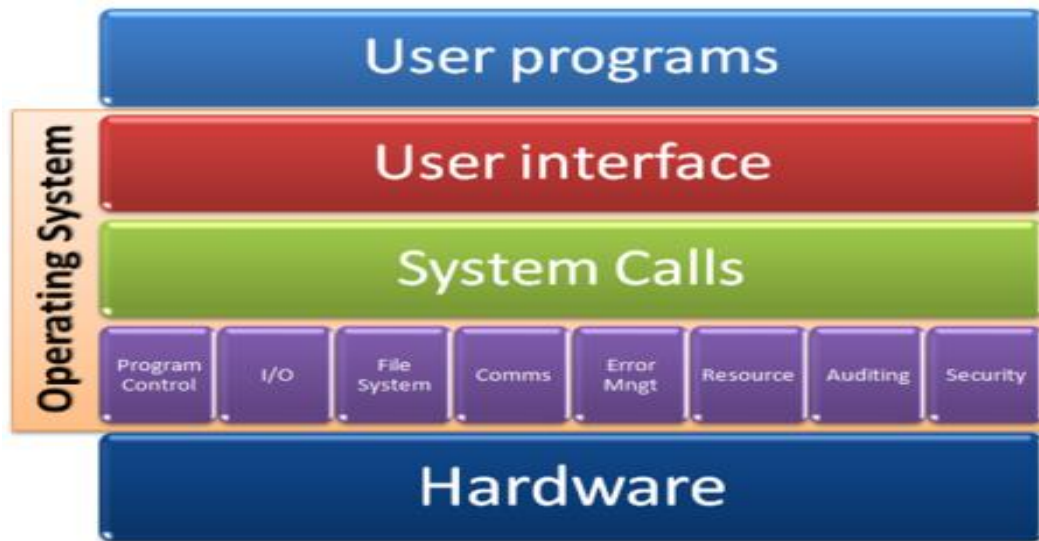 User programs
Operating System
User interface
System Calls
Program
Control
I/O
File
System
Comms
Error
Mngt
Resource
Auditing
Security
Hardware